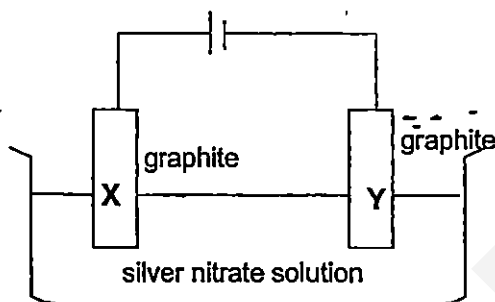 graphite
graphite
X
Y
silver nitrate solution